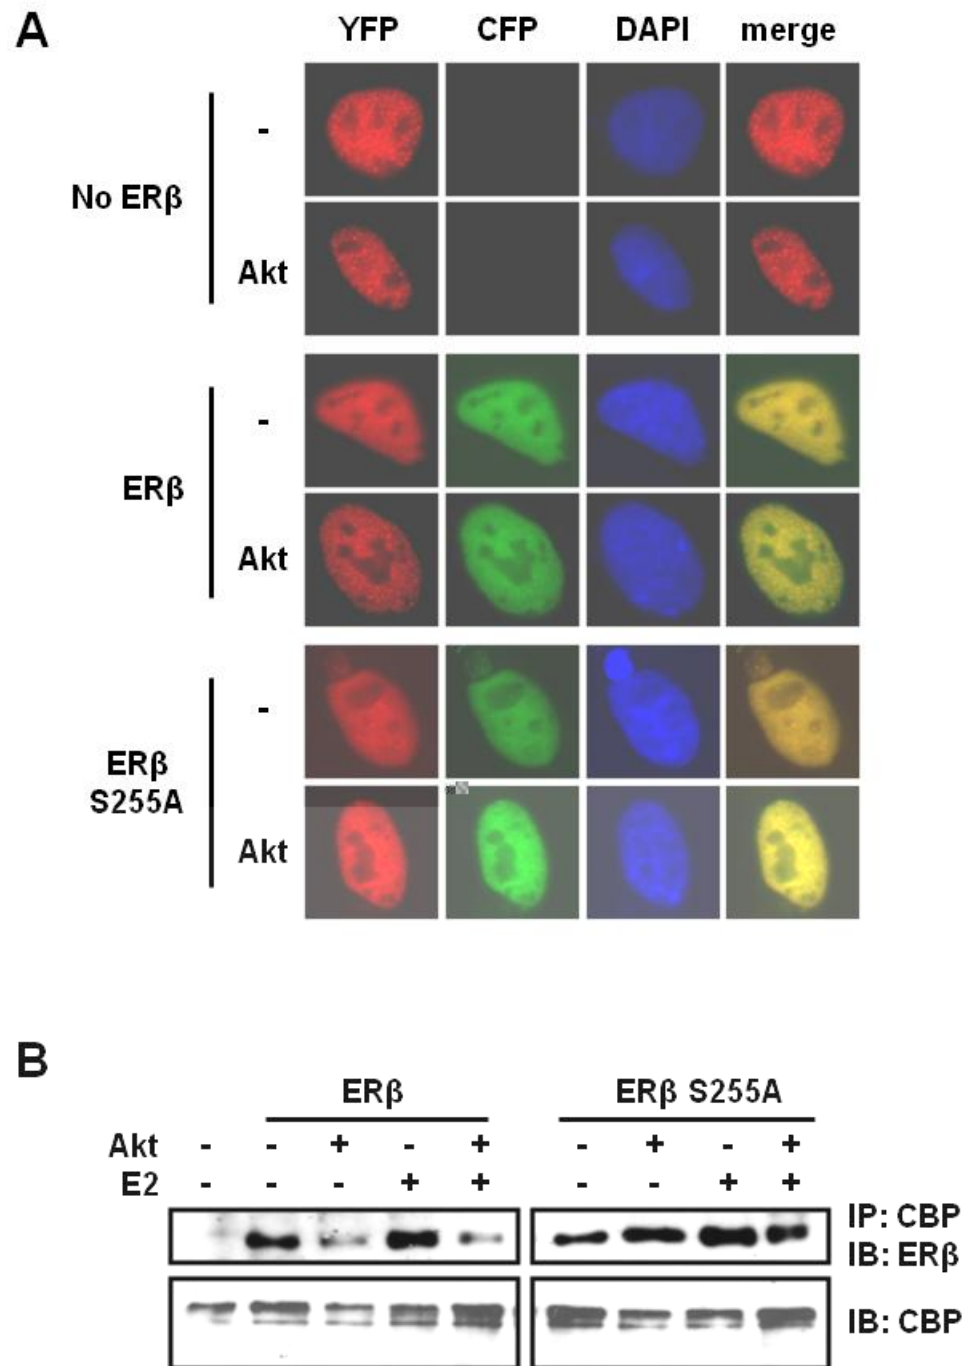 A
YFP CFP DAPI merge
-
No ERβ
Akt
-
ERβ
Akt
-
ERβ
S255A
Akt
B
ERβ ERβ S255A
Akt - - + - + - + - +
E2 - - - + + - - + +
IP: CBP
IB: ERβ
IB: CBP